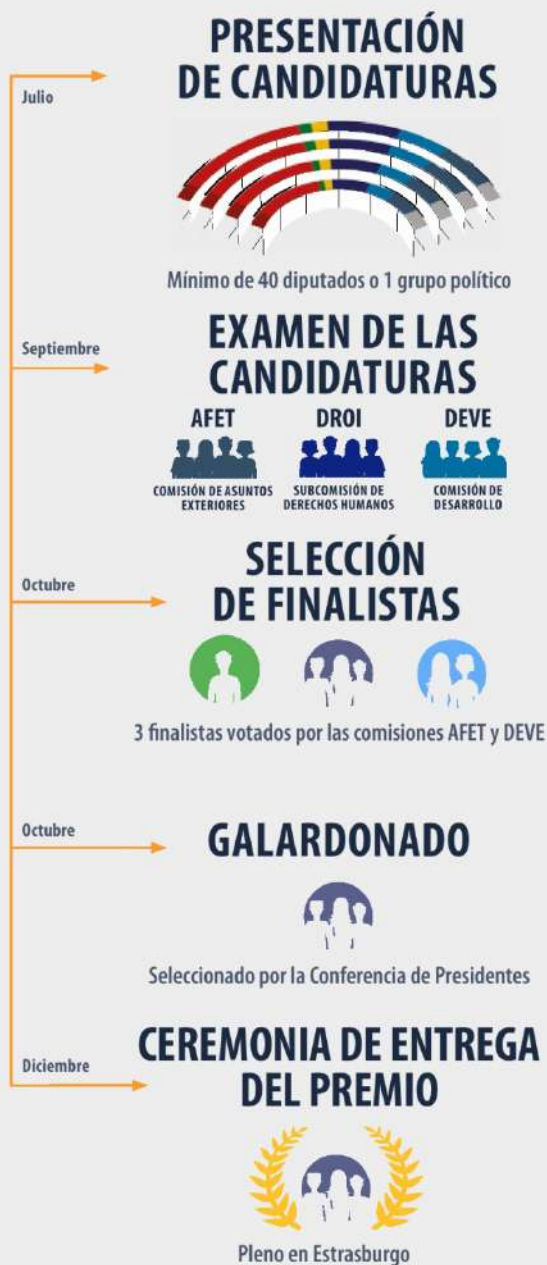 PRESENTACIÓN
DE CANDIDATURAS
Julio
Mínimo de 40 diputados o 1 grupo político
Septiembre
EXAMEN DE LAS
CANDIDATURAS
AFET
COMISIÓN DE ASUNTOS
EXTERIORES
DROI
SUBCOMISIÓN DE
DERECHOS HUMANOS
DEVE
COMISIÓN DE
DESARROLLO
Octubre
SELECCIÓN
DE FINALISTAS
3 finalistas votados por las comisiones AFET y DEVE
Octubre
GALARDONADO
Seleccionado por la Conferencia de Presidentes
Diciembre
CEREMONIA DE ENTREGA
DEL PREMIO
Pleno en Estrasburgo